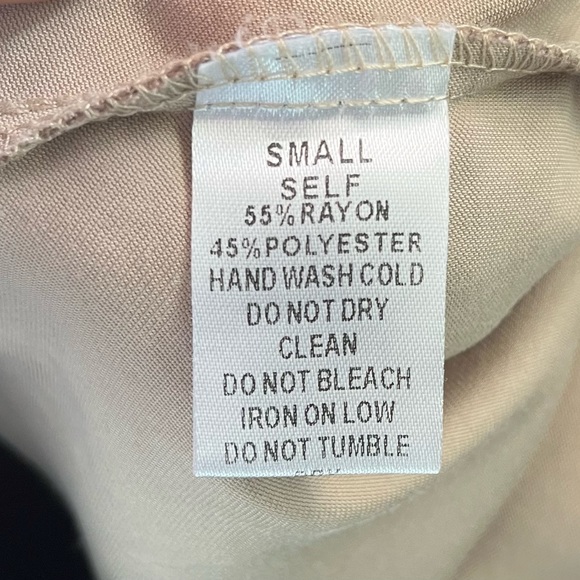 SMALL
SELF
55% RAYON
45% POLYESTER
HAND WASH COLD
DO NOT DRY
CLEAN
DO NOT BLEACH
IRON ON LOW
DO NOT TUMBLE